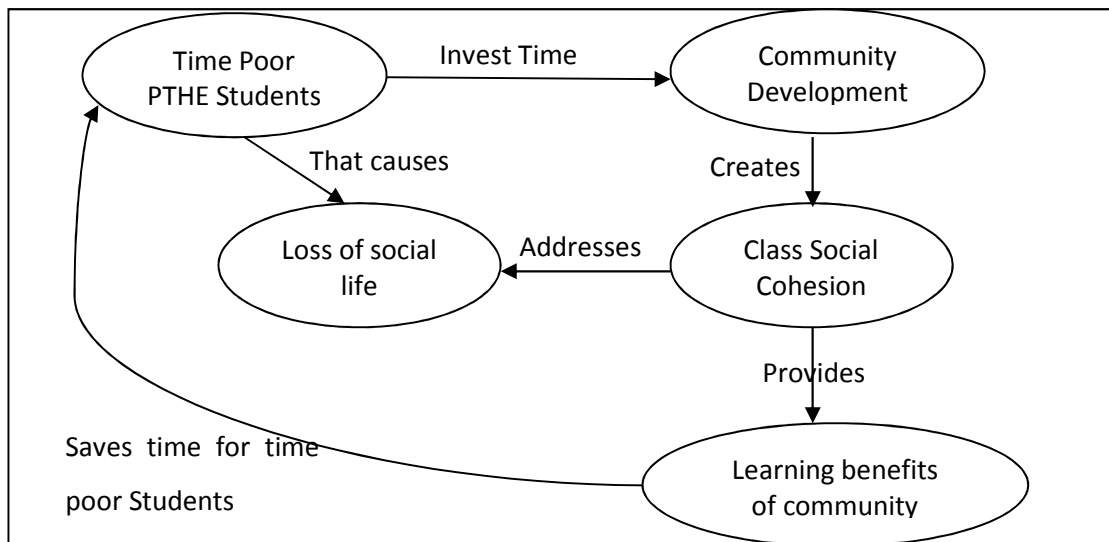 Time Poor
PTHE Students
Invest Time
Community
Development
That causes
Creates
Loss of social
life
Addresses
Class Social
Cohesion
Provides
Saves time for time
poor Students
Learning benefits
of community